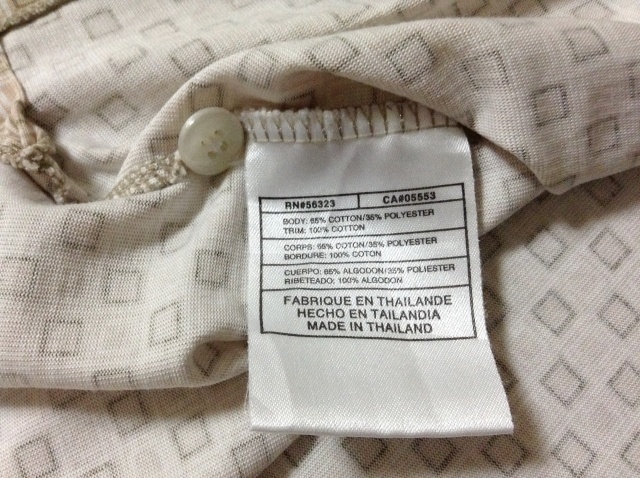 RN#56323 CA#05553
BODY: 65% COTTON/35% POLYESTER
TRIM: 100% COTTON
CORPS: 65% COTON/35% POLYESTER
BORDURE: 100% COTON
CUERPO: 65% ALGODON/35% POLIESTER
RIBETEADO: 100% ALGODON
FABRIQUE EN THAILANDE
HECHO EN TAILANDIA
MADE IN THAILAND